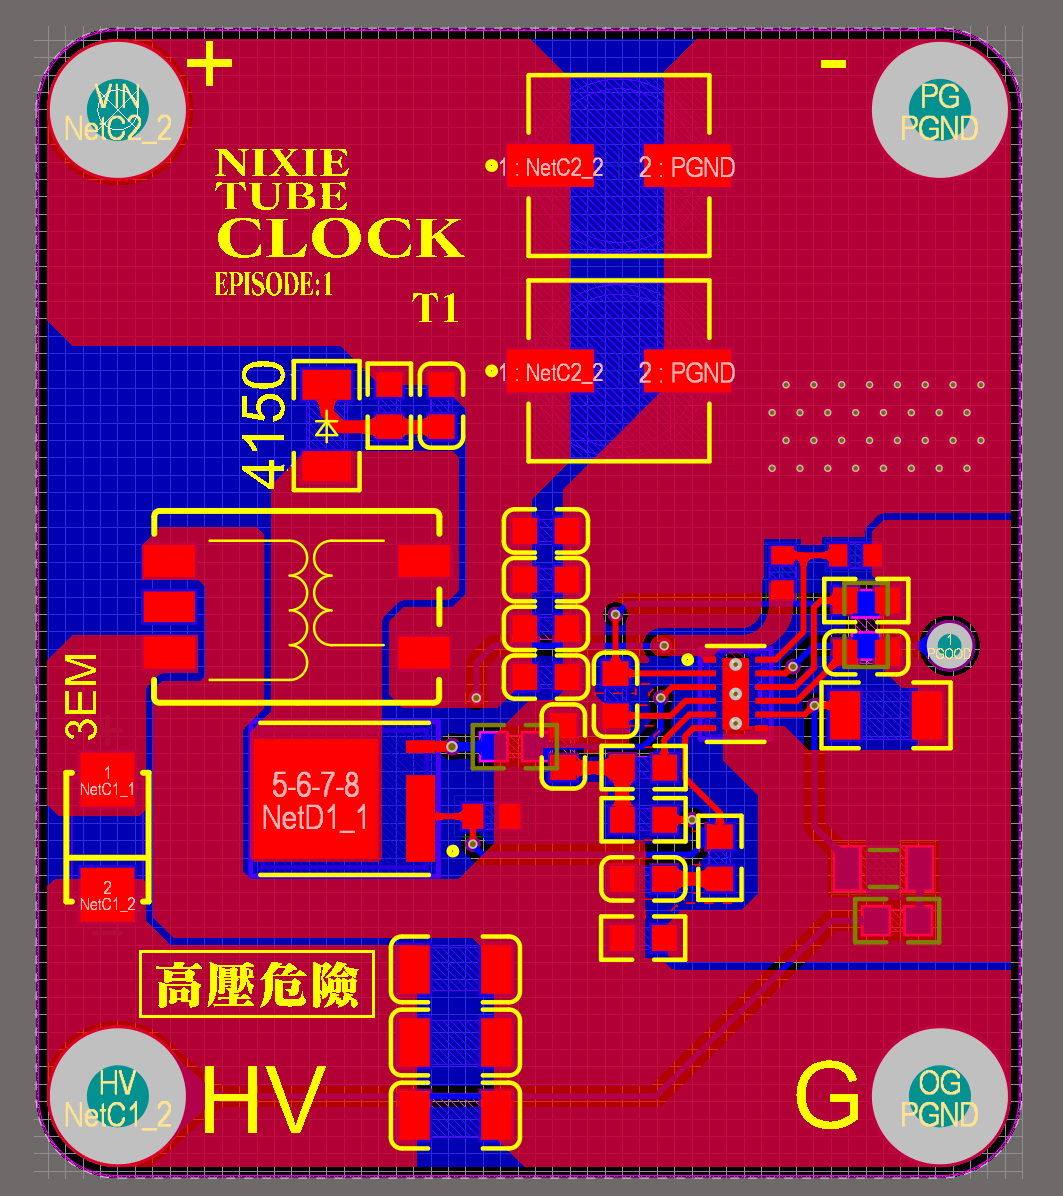 +
-
VIN
NetC2_2
PG
PGND
NIXIE
TUBE
CLOCK
EPISODE:1
T1
1 : NetC2_2
2 : PGND
1 : NetC2_2
2 : PGND
4150
3EM
1
PGOOD
1
NetC1_1
5-6-7-8
NetD1_1
2
NetC1_2
高壓危險
HV
NetC1_2
HV
G
OG
PGND